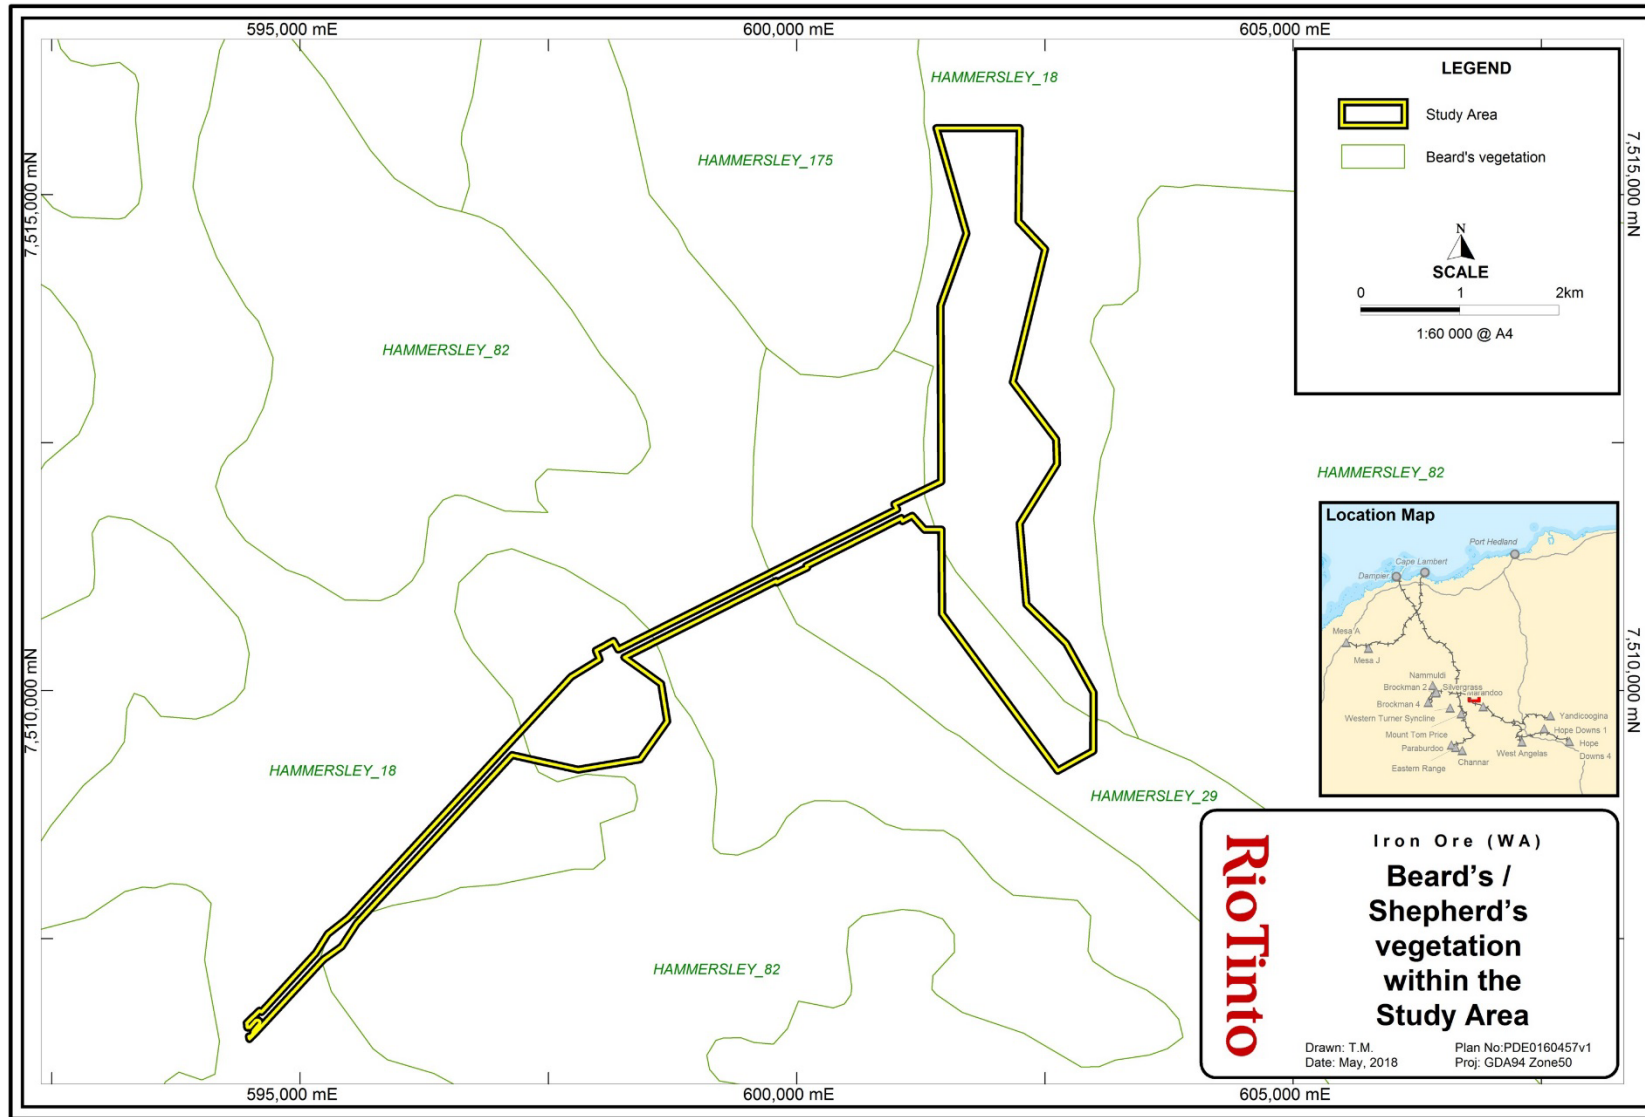 595,000 mE
600,000 mE
605,000 mE
HAMMERSLEY_18
LEGEND
Study Area
Beard's vegetation
N
SCALE
0 1 2km
1:60 000 @ A4
HAMMERSLEY_175
7,515,000 mN
7,515,000 mN
HAMMERSLEY_82
HAMMERSLEY_82
Location Map
Port Hedland
Cape Lambert
Dampier
Mesa A
Mesa J
Nammuldi
Brockman 2
Silvergrass
Marandoo
Brockman 4
Western Turner Syncline
Yandicoogina
Mount Tom Price
Hope Downs 1
Paraburdoo
West Angelas
Hope
Downs 4
Eastern Range
Channar
7,510,000 mN
7,510,000 mN
HAMMERSLEY_18
HAMMERSLEY_29
HAMMERSLEY_82
RioTinto
Iron Ore (WA)
Beard's /
Shepherd's
vegetation
within the
Study Area
Drawn: T.M.
Plan No:PDE0160457v1
Date: May, 2018
Proj: GDA94 Zone50
595,000 mE
600,000 mE
605,000 mE